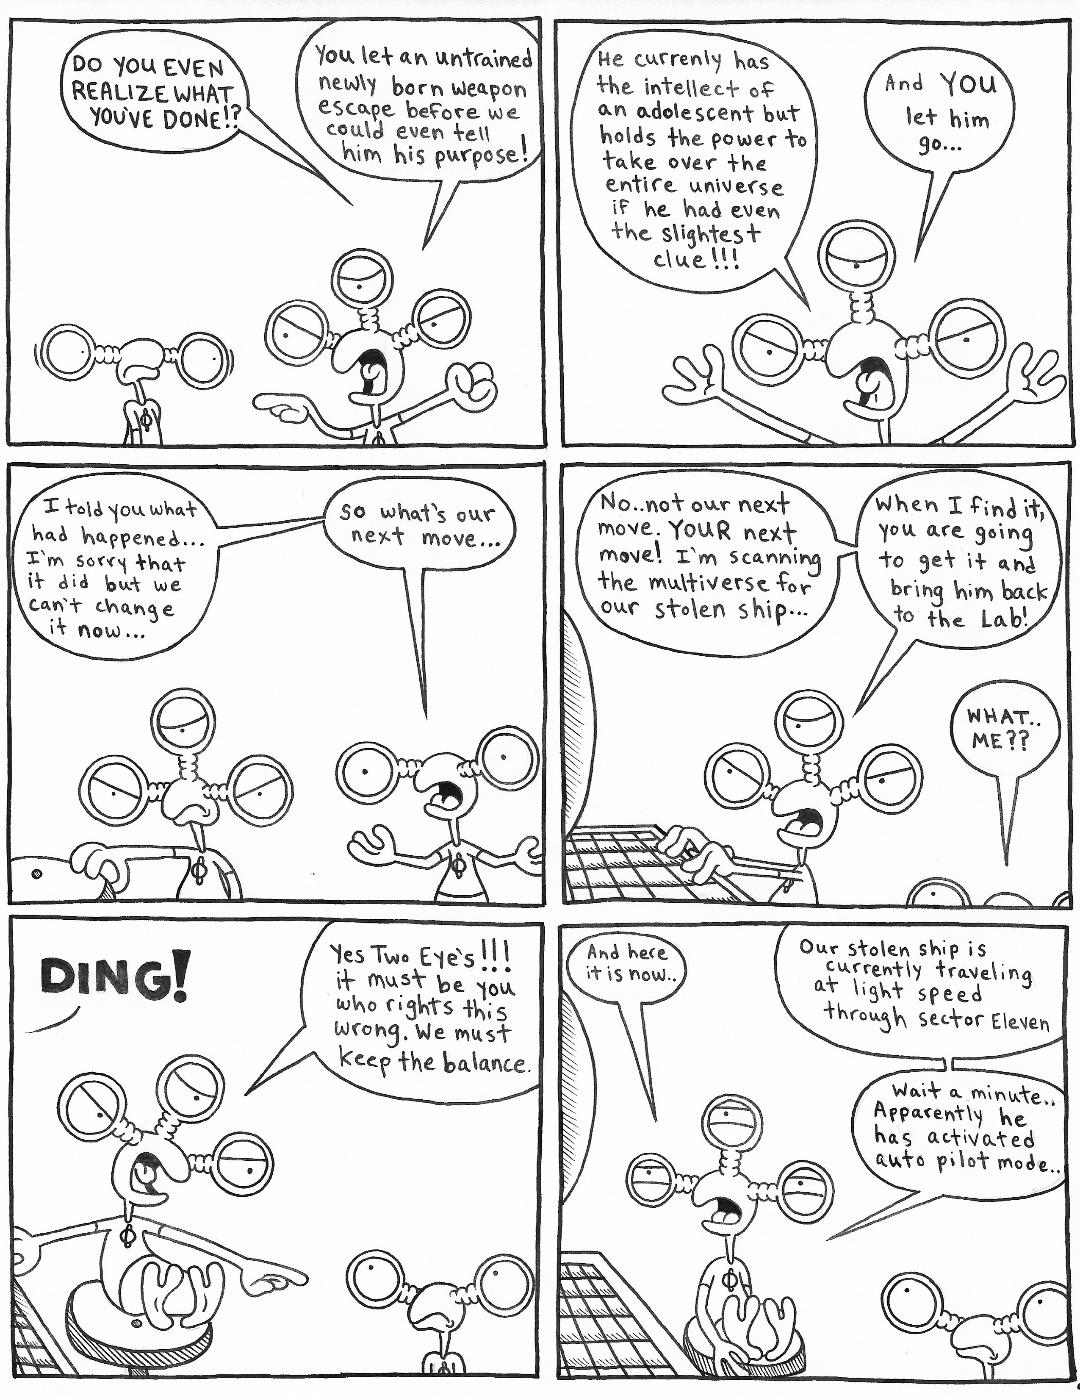 DO YOU EVEN
REALIZE WHAT
YOU'VE DONE!?
You let an untrained
newly born weapon
escape before we
could even tell
him his purpose!
He currenly has
the intellect of
an adolescent but
holds the power to
take over the
entire universe
if he had even
the slightest
clue!!!
And YOU
let him
go...
I told you what
had happened...
I'm sorry that
it did but we
can't change
it now...
So what's our
next move...
No..not our next
move. YOUR next
move! I'm scanning
the multiverse for
our stolen ship...
When I find it,
you are going
to get it and
bring him back
to the Lab!
WHAT..
ME??
DING!
Yes Two Eye's!!!
it must be you
who rights this
wrong. We must
keep the balance.
And here
it is now..
Our stolen ship is
currently traveling
at light speed
through sector Eleven
Wait a minute..
Apparently he
has activated
auto pilot mode..